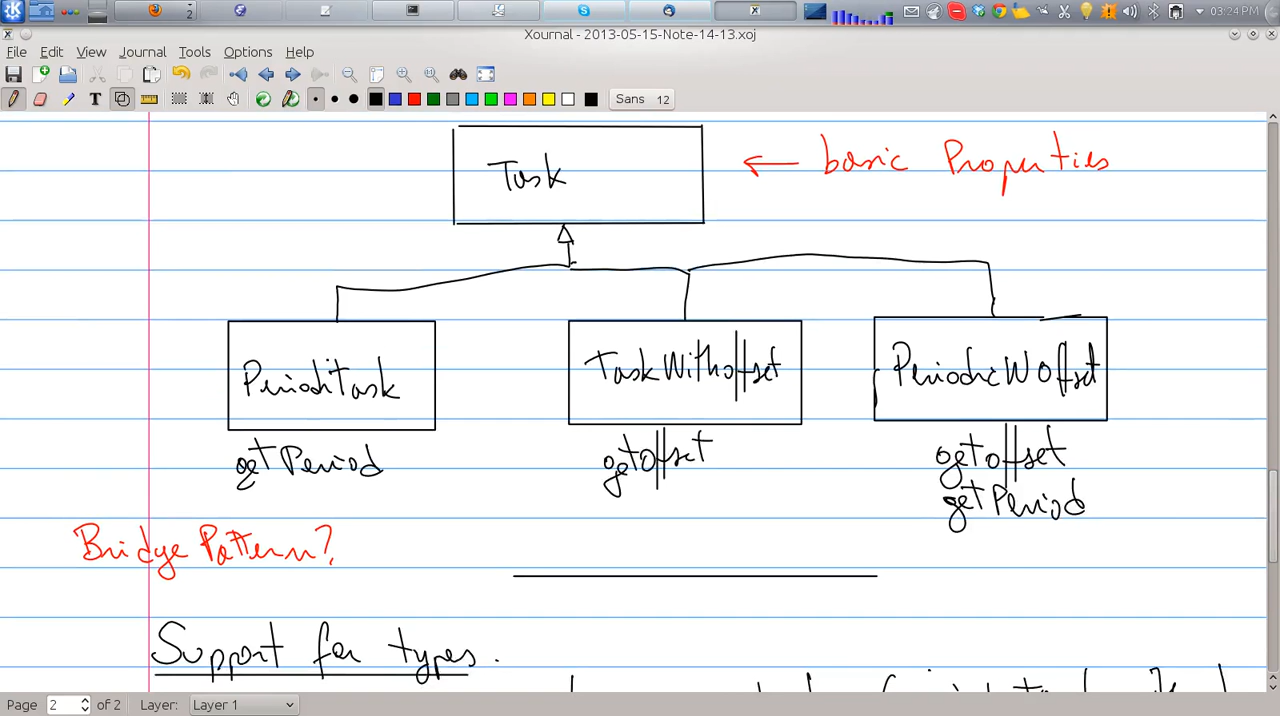 2
03:24 PM
Xournal - 2013-05-15-Note-14-13.xoj
File Edit View Journal Tools Options Help
Sans 12
Task
← basic Properties
PerioditTask
TaskWithoffset
PeriodicWOffset
getPeriod
getoffset
getoffset
getPeriod
Bridge Pattern?
Support for types.
Page 2 of 2 Layer: Layer 1